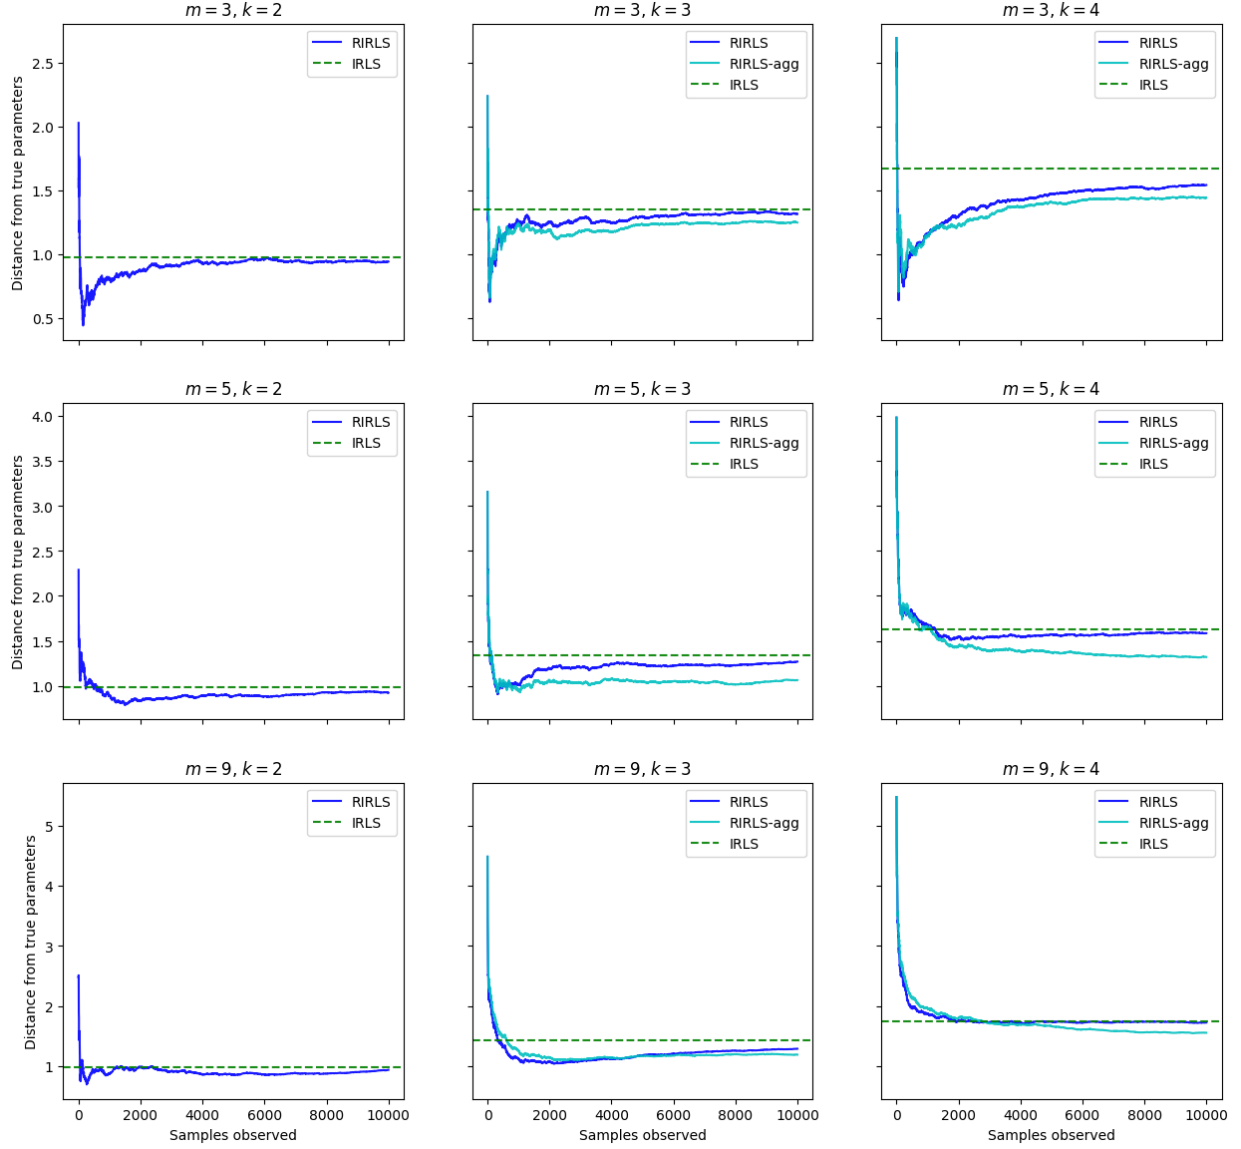 m = 3, k = 2
m = 3, k = 3
m = 3, k = 4
RIRLS
IRLS
RIRLS
RIRLS-agg
IRLS
RIRLS
RIRLS-agg
IRLS
Distance from true parameters
2.5
2.0
1.5
1.0
0.5
m = 5, k = 2
m = 5, k = 3
m = 5, k = 4
RIRLS
IRLS
RIRLS
RIRLS-agg
IRLS
RIRLS
RIRLS-agg
IRLS
Distance from true parameters
4.0
3.5
3.0
2.5
2.0
1.5
1.0
m = 9, k = 2
m = 9, k = 3
m = 9, k = 4
RIRLS
IRLS
RIRLS
RIRLS-agg
IRLS
RIRLS
RIRLS-agg
IRLS
Distance from true parameters
5
4
3
2
1
0 2000 4000 6000 8000 10000
0 2000 4000 6000 8000 10000
0 2000 4000 6000 8000 10000
Samples observed
Samples observed
Samples observed